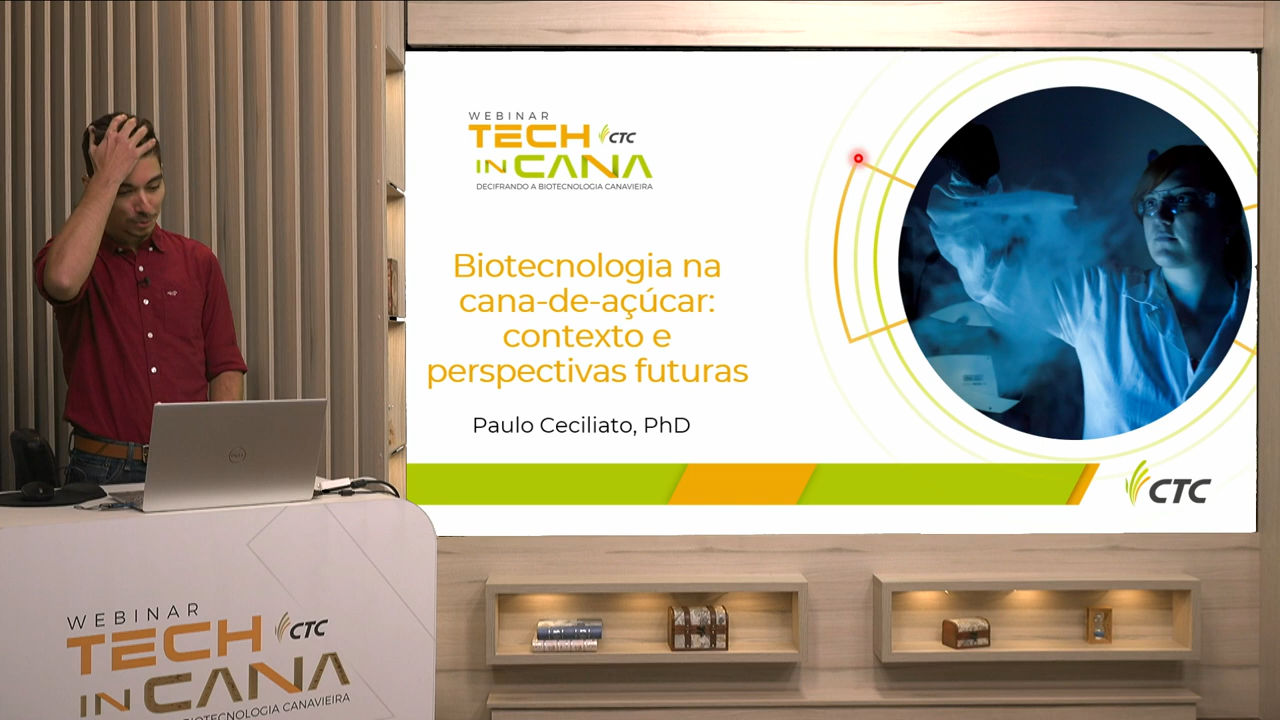 WEBINAR
TECH CTC
IN CANA
DECIFRANDO A BIOTECNOLOGIA CANAVIEIRA
Biotecnologia na
cana-de-açúcar:
contexto e
perspectivas futuras
Paulo Ceciliato, PhD
CTC
DELL
WEBINAR
TECH CTC
IN CANA
BIOTECNOLOGIA CANAVIEIRA